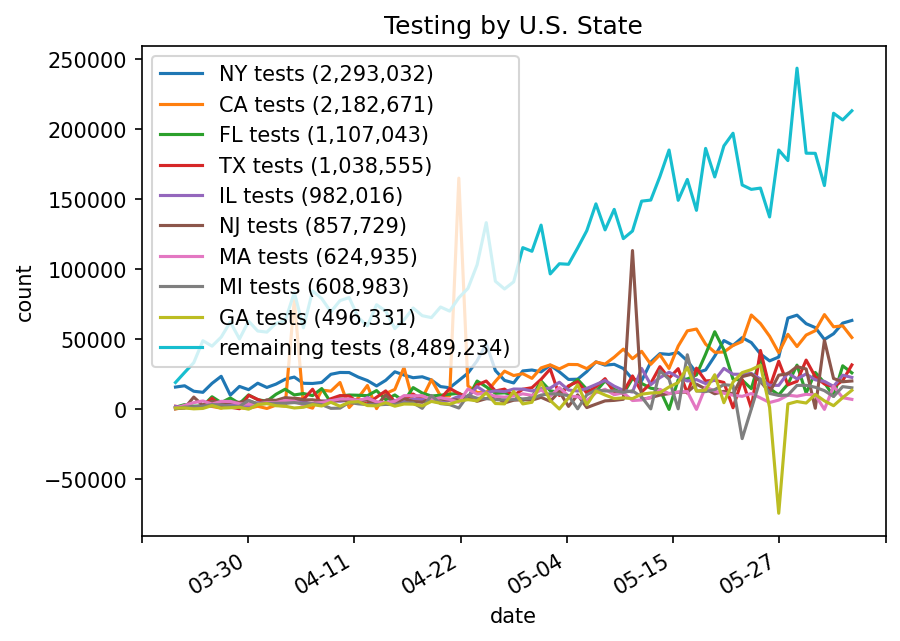 Testing by U.S. State
250000
200000
150000
100000
50000
0
−50000
count
NY tests (2,293,032)
CA tests (2,182,671)
FL tests (1,107,043)
TX tests (1,038,555)
IL tests (982,016)
NJ tests (857,729)
MA tests (624,935)
MI tests (608,983)
GA tests (496,331)
remaining tests (8,489,234)
03-30
04-11
04-22
05-04
05-15
05-27
date